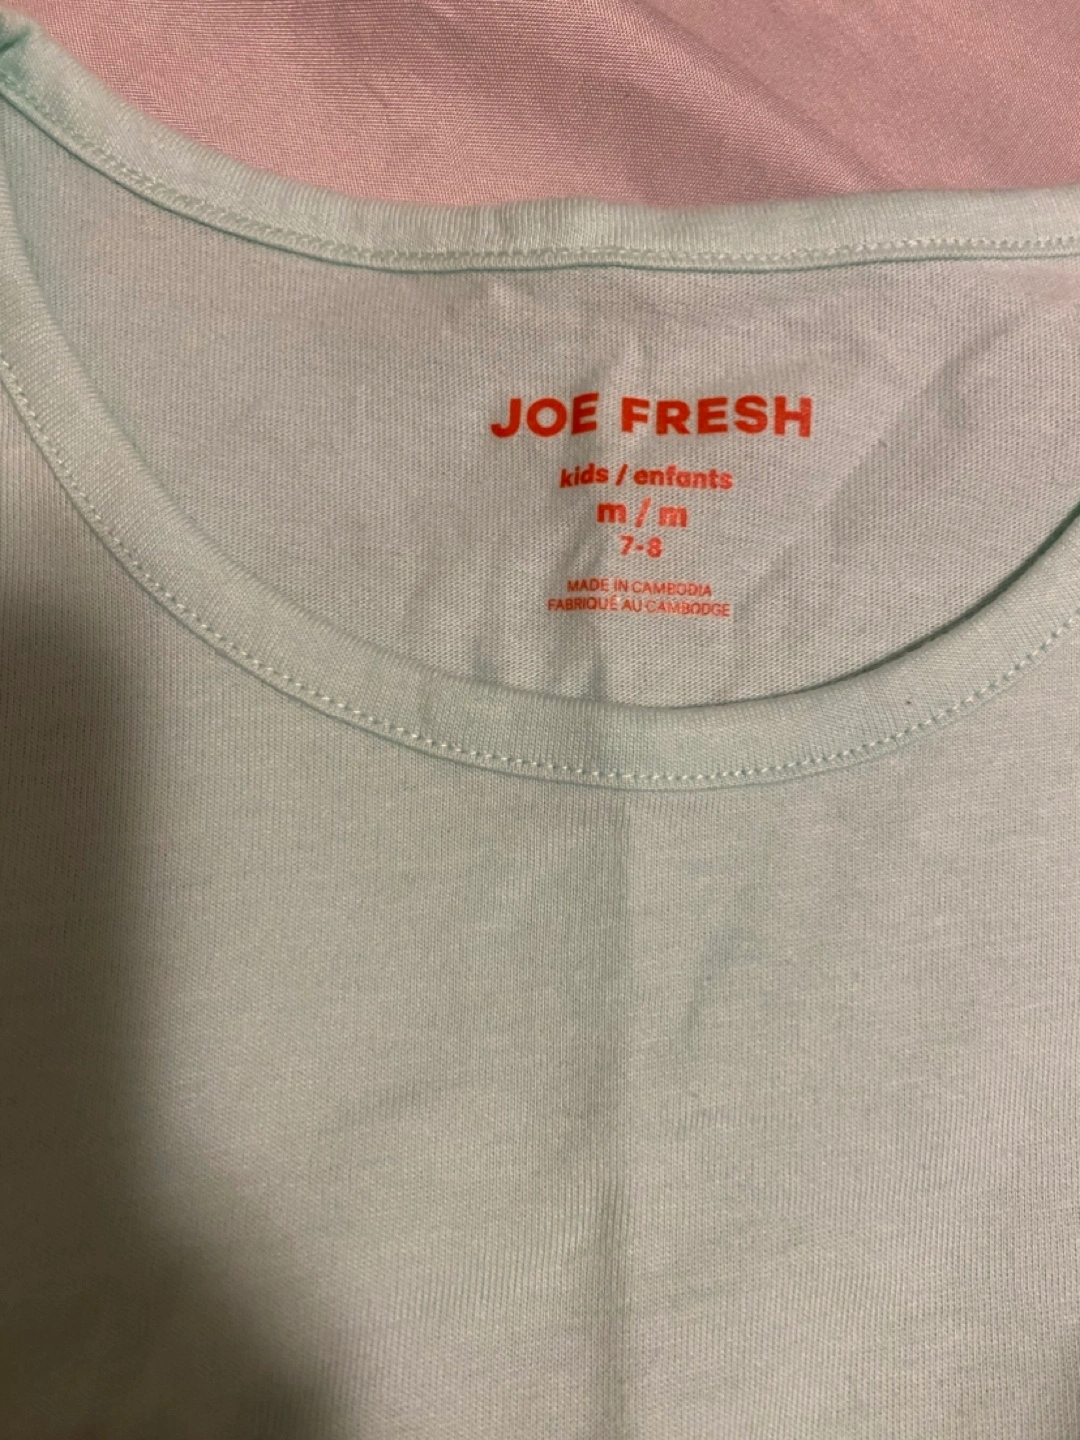 JOE FRESH
kids / enfants
m / m
7-8
MADE IN CAMBODIA
FABRIQUÉ AU CAMBODGE